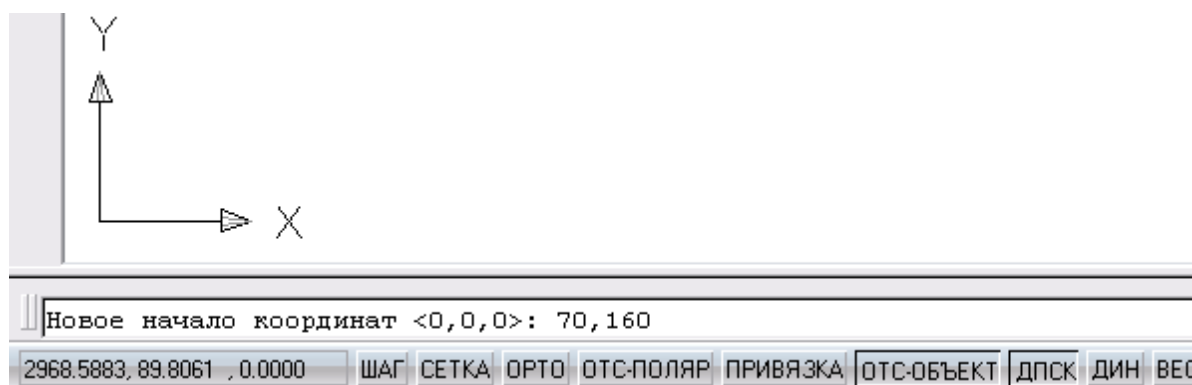 Y
X
Новое начало координат <0,0,0>: 70,160
2968.5883, 89.8061 , 0.0000 ШАГ СЕТКА ОРТО ОТС-ПОЛЯР ПРИВЯЗКА ОТС-ОБЪЕКТ ДПСК ДИН ВЕС